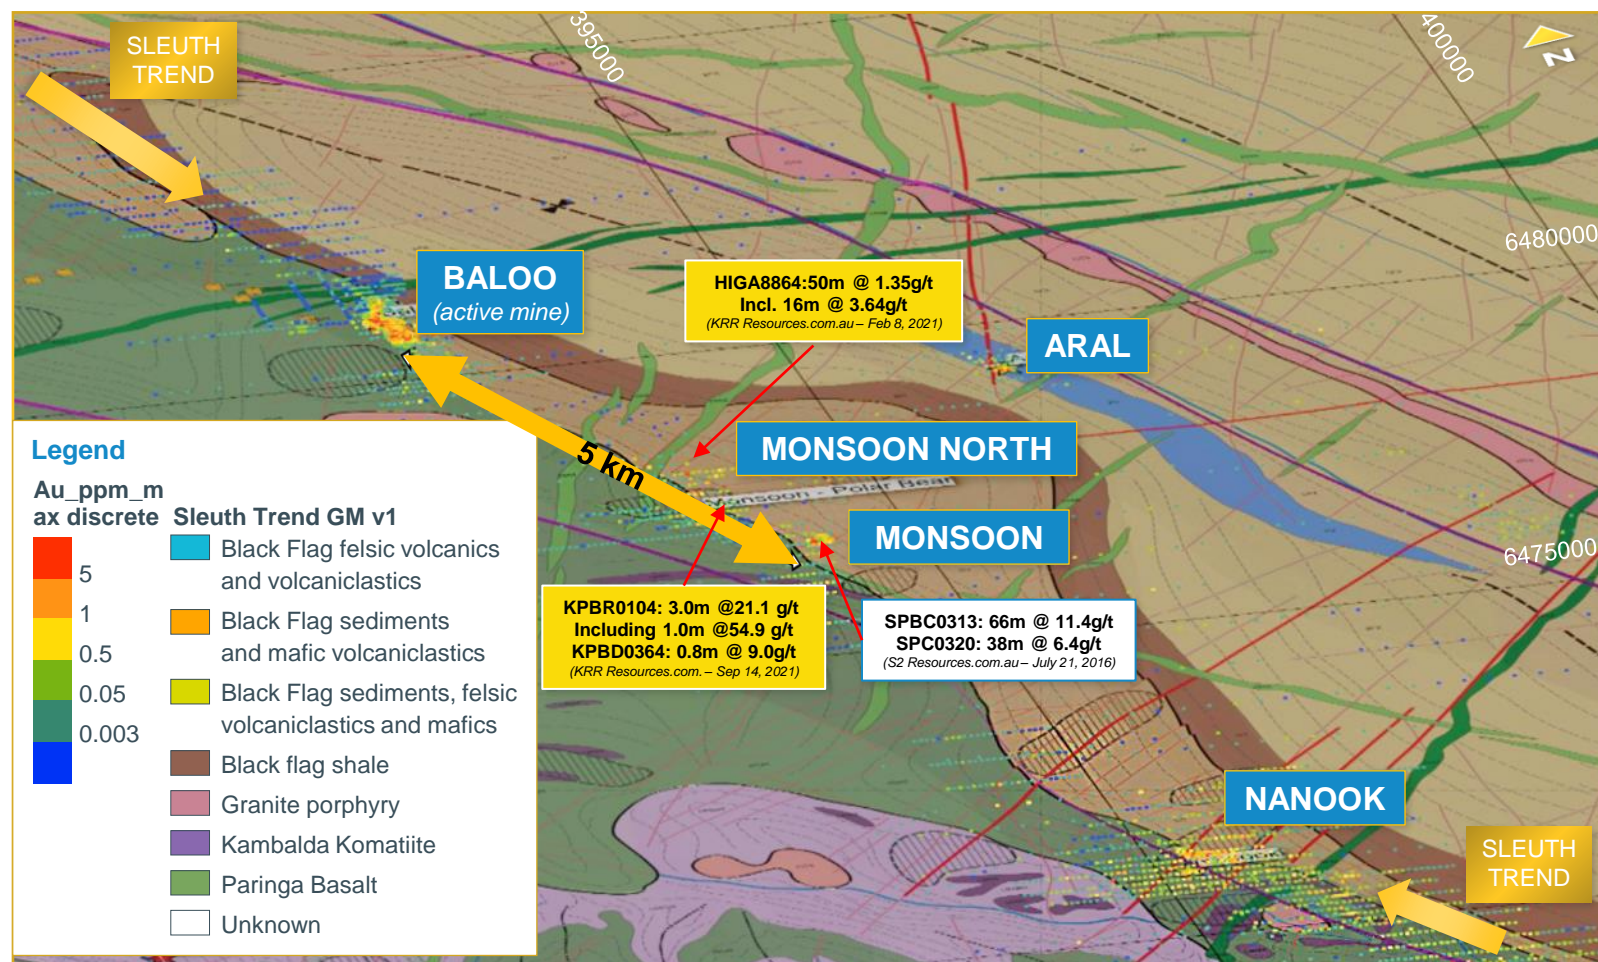 SLEUTH
TREND
395000
400000
N
6480000
BALOO
(active mine)
HIGA8864:50m @ 1.35g/t
Incl. 16m @ 3.64g/t
(KRR Resources.com.au – Feb 8, 2021)
ARAL
MONSOON NORTH
5 km
Monsoon - Polar Bear
MONSOON
6475000
KPBR0104: 3.0m @21.1 g/t
Including 1.0m @54.9 g/t
KPBD0364: 0.8m @ 9.0g/t
(KRR Resources.com. – Sep 14, 2021)
SPBC0313: 66m @ 11.4g/t
SPC0320: 38m @ 6.4g/t
(S2 Resources.com.au – July 21, 2016)
NANOOK
SLEUTH
TREND
Legend
Au_ppm_m
ax discrete
5
1
0.5
0.05
0.003
Sleuth Trend GM v1
Black Flag felsic volcanics
and volcaniclastics
Black Flag sediments
and mafic volcaniclastics
Black Flag sediments, felsic
volcaniclastics and mafics
Black flag shale
Granite porphyry
Kambalda Komatiite
Paringa Basalt
Unknown